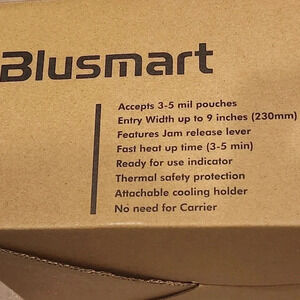 Blusmart
Accepts 3-5 mil pouches
Entry Width up to 9 inches (230mm)
Features Jam release lever
Fast heat up time (3-5 min)
Ready for use indicator
Thermal safety protection
Attachable cooling holder
No need for Carrier